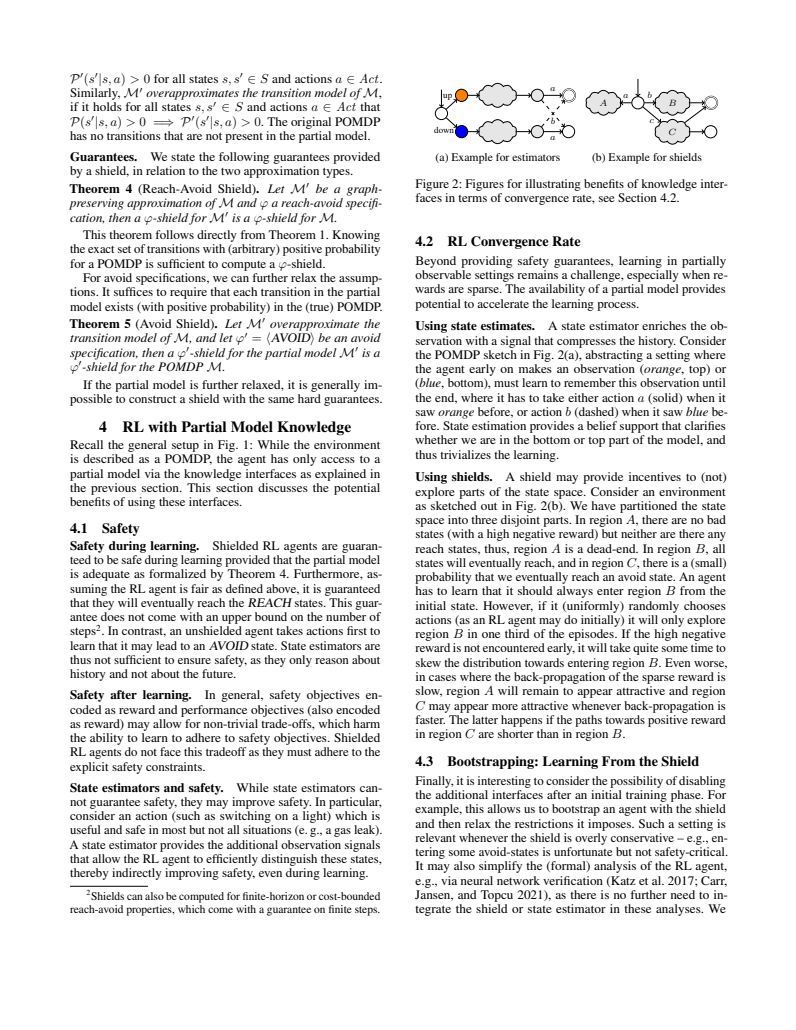 𝒫′(s′|s, a) > 0 for all states s, s′ ∈ S and actions a ∈ Act.
Similarly, ℳ′ overapproximates the transition model of ℳ,
if it holds for all states s, s′ ∈ S and actions a ∈ Act that
𝒫(s′|s, a) > 0 ⟹ 𝒫′(s′|s, a) > 0. The original POMDP
has no transitions that are not present in the partial model.
Guarantees. We state the following guarantees provided
by a shield, in relation to the two approximation types.
Theorem 4 (Reach-Avoid Shield). Let ℳ′ be a graph-
preserving approximation of ℳ and φ a reach-avoid specifi-
cation, then a φ-shield for ℳ′ is a φ-shield for ℳ.
This theorem follows directly from Theorem 1. Knowing
the exact set of transitions with (arbitrary) positive probability
for a POMDP is sufficient to compute a φ-shield.
For avoid specifications, we can further relax the assump-
tions. It suffices to require that each transition in the partial
model exists (with positive probability) in the (true) POMDP.
Theorem 5 (Avoid Shield). Let ℳ′ overapproximate the
transition model of ℳ, and let φ′ = ⟨AVOID⟩ be an avoid
specification, then a φ′-shield for the partial model ℳ′ is a
φ′-shield for the POMDP ℳ.
If the partial model is further relaxed, it is generally im-
possible to construct a shield with the same hard guarantees.
4 RL with Partial Model Knowledge
Recall the general setup in Fig. 1: While the environment
is described as a POMDP, the agent has only access to a
partial model via the knowledge interfaces as explained in
the previous section. This section discusses the potential
benefits of using these interfaces.
4.1 Safety
Safety during learning. Shielded RL agents are guaran-
teed to be safe during learning provided that the partial model
is adequate as formalized by Theorem 4. Furthermore, as-
suming the RL agent is fair as defined above, it is guaranteed
that they will eventually reach the REACH states. This guar-
antee does not come with an upper bound on the number of
steps². In contrast, an unshielded agent takes actions first to
learn that it may lead to an AVOID state. State estimators are
thus not sufficient to ensure safety, as they only reason about
history and not about the future.
Safety after learning. In general, safety objectives en-
coded as reward and performance objectives (also encoded
as reward) may allow for non-trivial trade-offs, which harm
the ability to learn to adhere to safety objectives. Shielded
RL agents do not face this tradeoff as they must adhere to the
explicit safety constraints.
State estimators and safety. While state estimators can-
not guarantee safety, they may improve safety. In particular,
consider an action (such as switching on a light) which is
useful and safe in most but not all situations (e. g., a gas leak).
A state estimator provides the additional observation signals
that allow the RL agent to efficiently distinguish these states,
thereby indirectly improving safety, even during learning.
²Shields can also be computed for finite-horizon or cost-bounded
reach-avoid properties, which come with a guarantee on finite steps.
up
down
a
b
a
A
a
b
B
c
C
(a) Example for estimators
(b) Example for shields
Figure 2: Figures for illustrating benefits of knowledge inter-
faces in terms of convergence rate, see Section 4.2.
4.2 RL Convergence Rate
Beyond providing safety guarantees, learning in partially
observable settings remains a challenge, especially when re-
wards are sparse. The availability of a partial model provides
potential to accelerate the learning process.
Using state estimates. A state estimator enriches the ob-
servation with a signal that compresses the history. Consider
the POMDP sketch in Fig. 2(a), abstracting a setting where
the agent early on makes an observation (orange, top) or
(blue, bottom), must learn to remember this observation until
the end, where it has to take either action a (solid) when it
saw orange before, or action b (dashed) when it saw blue be-
fore. State estimation provides a belief support that clarifies
whether we are in the bottom or top part of the model, and
thus trivializes the learning.
Using shields. A shield may provide incentives to (not)
explore parts of the state space. Consider an environment
as sketched out in Fig. 2(b). We have partitioned the state
space into three disjoint parts. In region A, there are no bad
states (with a high negative reward) but neither are there any
reach states, thus, region A is a dead-end. In region B, all
states will eventually reach, and in region C, there is a (small)
probability that we eventually reach an avoid state. An agent
has to learn that it should always enter region B from the
initial state. However, if it (uniformly) randomly chooses
actions (as an RL agent may do initially) it will only explore
region B in one third of the episodes. If the high negative
reward is not encountered early, it will take quite some time to
skew the distribution towards entering region B. Even worse,
in cases where the back-propagation of the sparse reward is
slow, region A will remain to appear attractive and region
C may appear more attractive whenever back-propagation is
faster. The latter happens if the paths towards positive reward
in region C are shorter than in region B.
4.3 Bootstrapping: Learning From the Shield
Finally, it is interesting to consider the possibility of disabling
the additional interfaces after an initial training phase. For
example, this allows us to bootstrap an agent with the shield
and then relax the restrictions it imposes. Such a setting is
relevant whenever the shield is overly conservative – e.g., en-
tering some avoid-states is unfortunate but not safety-critical.
It may also simplify the (formal) analysis of the RL agent,
e.g., via neural network verification (Katz et al. 2017; Carr,
Jansen, and Topcu 2021), as there is no further need to in-
tegrate the shield or state estimator in these analyses. We